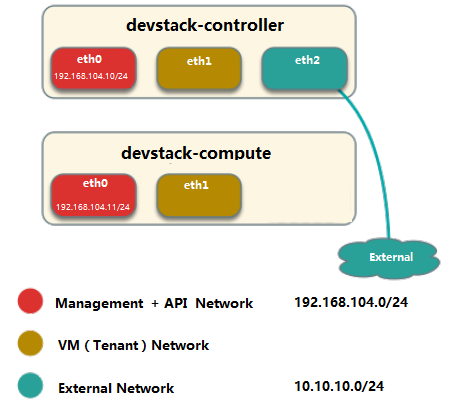 devstack-controller
eth0
192.168.104.10/24
eth1
eth2
devstack-compute
eth0
192.168.104.11/24
eth1
External
Management + API Network 192.168.104.0/24
VM ( Tenant ) Network
External Network 10.10.10.0/24